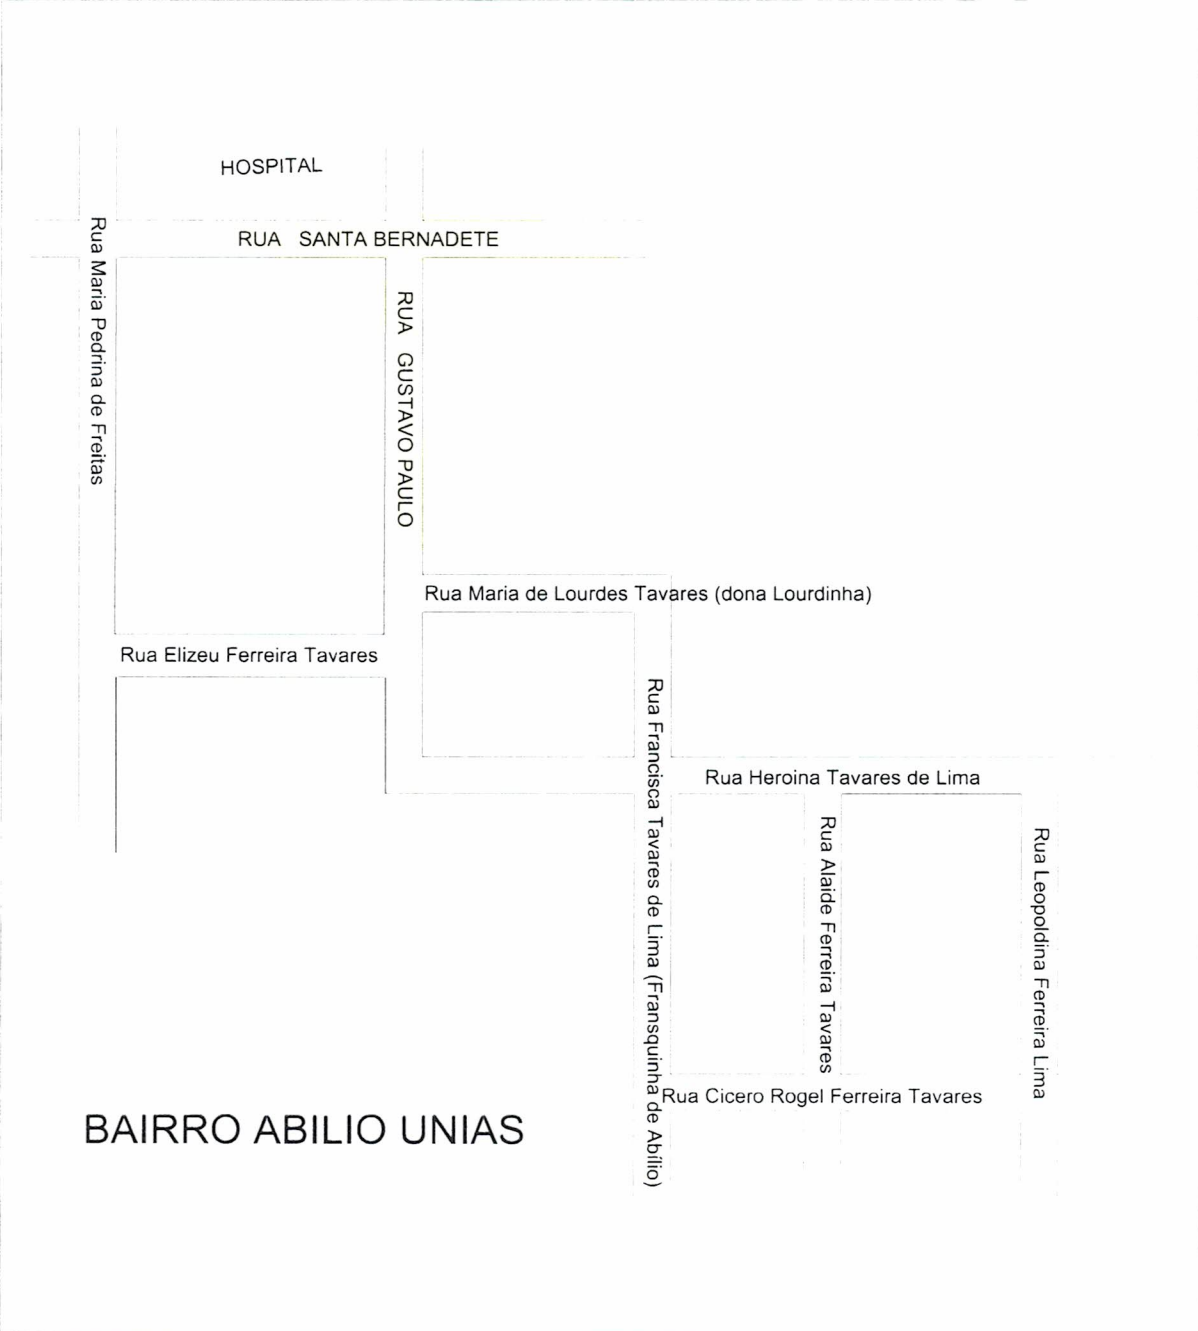 HOSPITAL
RUA SANTA BERNADETE
Rua Maria Pedrina de Freitas
RUA GUSTAVO PAULO
Rua Maria de Lourdes Tavares (dona Lourdinha)
Rua Elizeu Ferreira Tavares
Rua Francisca Tavares de Lima (Fransquinha de Abílio)
Rua Heroina Tavares de Lima
Rua Alaide Ferreira Tavares
Rua Leopoldina Ferreira Lima
Rua Cicero Rogel Ferreira Tavares
BAIRRO ABILIO UNIAS